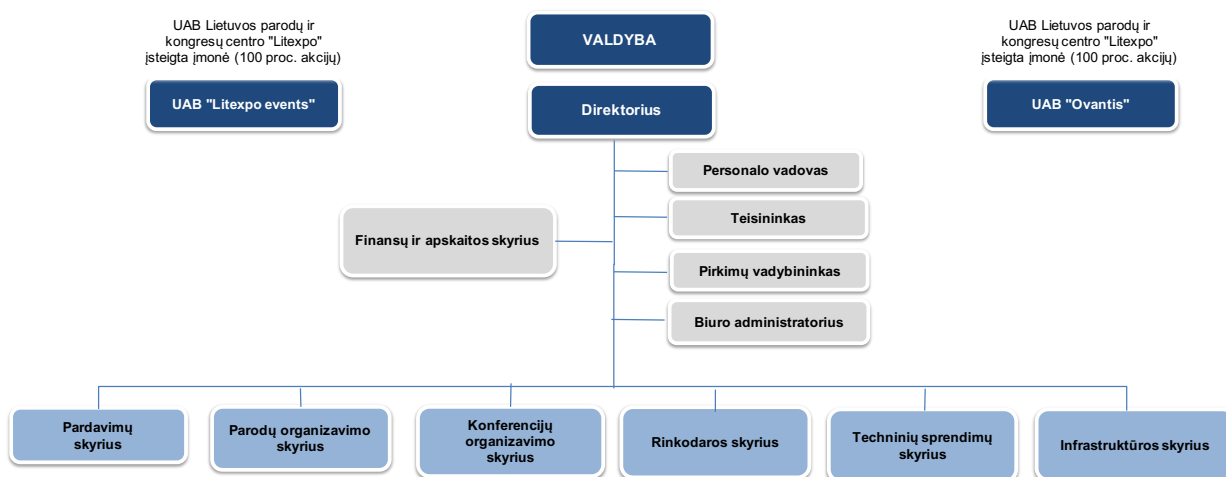 UAB Lietuvos parodų ir
kongresų centro "Litexpo"
įsteigta įmonė (100 proc. akcijų)
UAB "Litexpo events"
VALDYBA
Direktorius
UAB Lietuvos parodų ir
kongresų centro "Litexpo"
įsteigta įmonė (100 proc. akcijų)
UAB "Ovantis"
Personalo vadovas
Teisininkas
Finansų ir apskaitos skyrius
Pirkimų vadybininkas
Biuro administratorius
Pardavimų
skyrius
Parodų organizavimo
skyrius
Konferencijų
organizavimo
skyrius
Rinkodaros skyrius
Techninių sprendimų
skyrius
Infrastruktūros skyrius